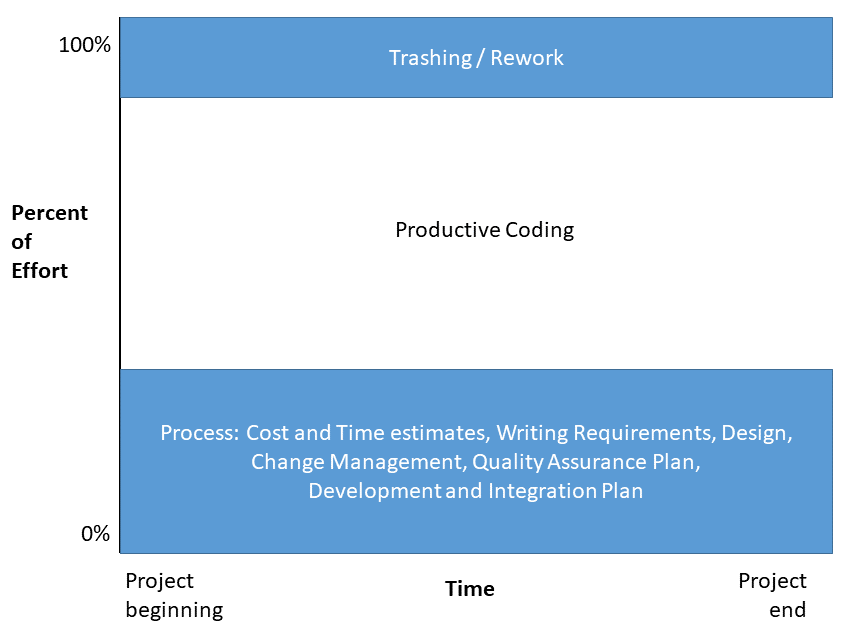 100%
Trashing / Rework
Percent
of
Effort
Productive Coding
Process: Cost and Time estimates, Writing Requirements, Design,
Change Management, Quality Assurance Plan,
Development and Integration Plan
0%
Project
beginning
Time
Project
end